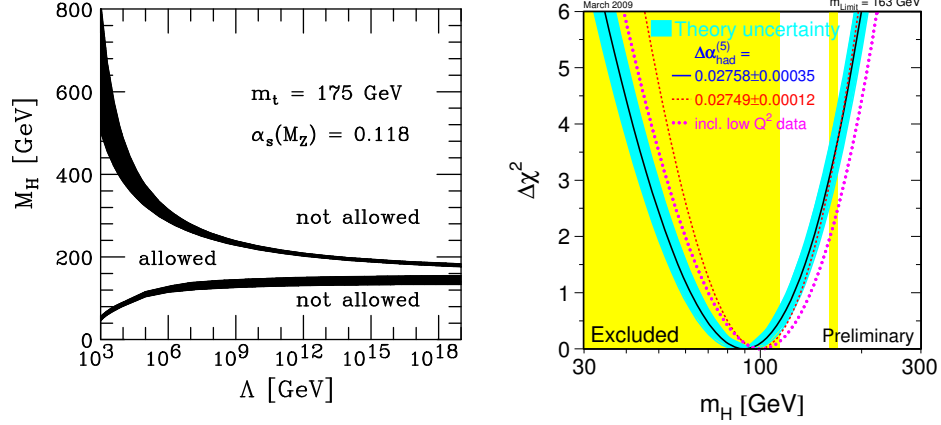 800
600
400
200
0
M_H [GeV]
m_t = 175 GeV
α_s(M_Z) = 0.118
not allowed
allowed
not allowed
10^3 10^6 10^9 10^12 10^15 10^18
Λ [GeV]
March 2009
m_Limit = 163 GeV
Theory uncertainty
Δα_had^(5) =
0.02758±0.00035
0.02749±0.00012
incl. low Q^2 data
6
5
4
3
2
1
0
Δχ^2
Excluded
Preliminary
30 100 300
m_H [GeV]